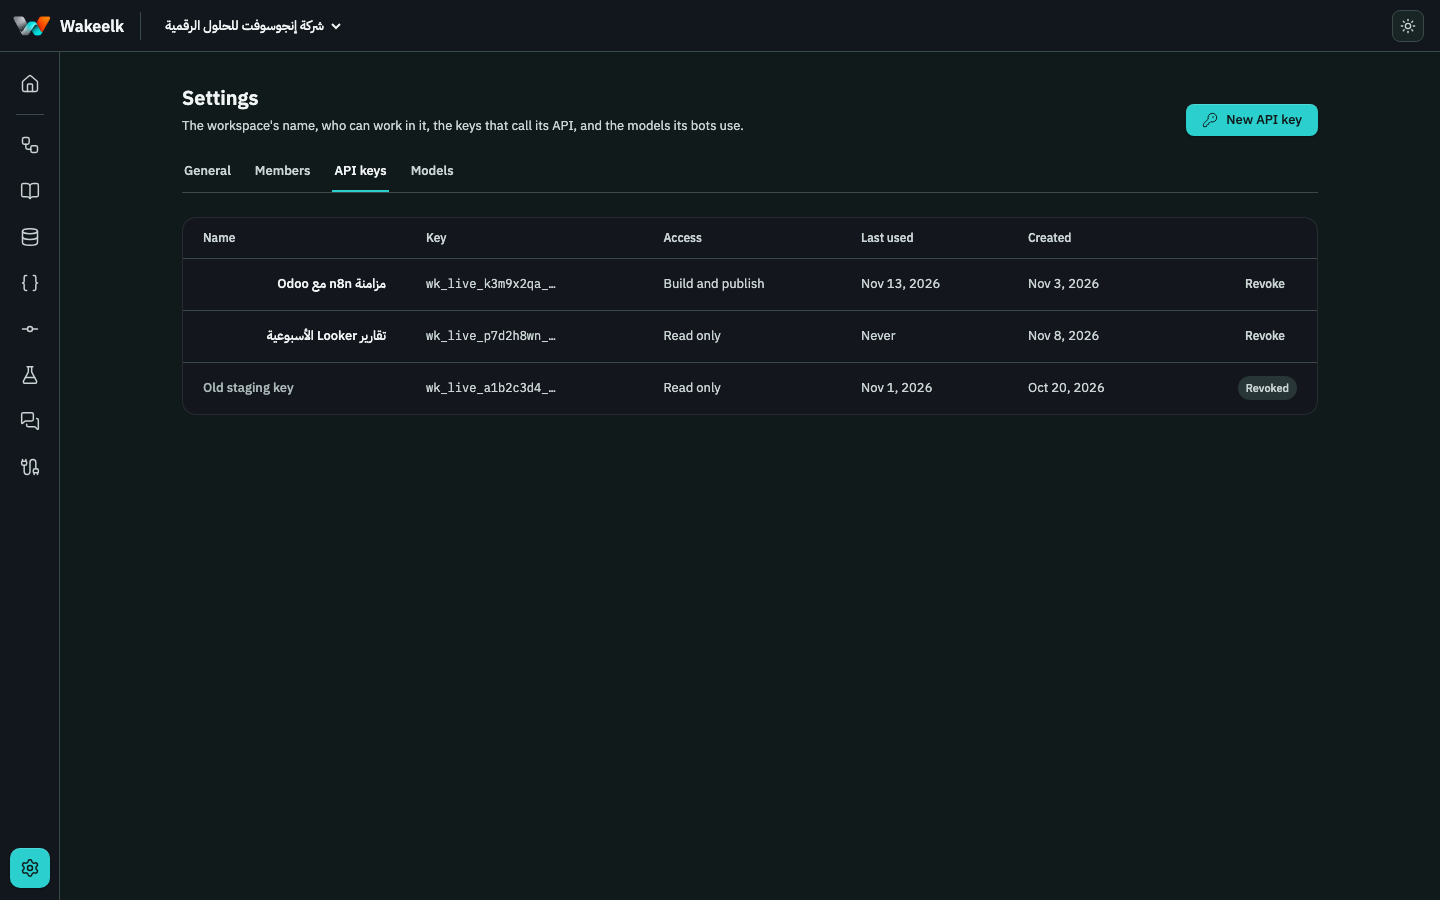 Wakeelk
شركة إنجوسوفت للحلول الرقمية
Settings
The workspace's name, who can work in it, the keys that call its API, and the models its bots use.
New API key
General Members API keys Models
Name Key Access Last used Created
مزامنة n8n مع Odoo wk_live_k3m9x2qa_… Build and publish Nov 13, 2026 Nov 3, 2026 Revoke
تقارير Looker الأسبوعية wk_live_p7d2h8wn_… Read only Never Nov 8, 2026 Revoke
Old staging key wk_live_a1b2c3d4_… Read only Nov 1, 2026 Oct 20, 2026 Revoked